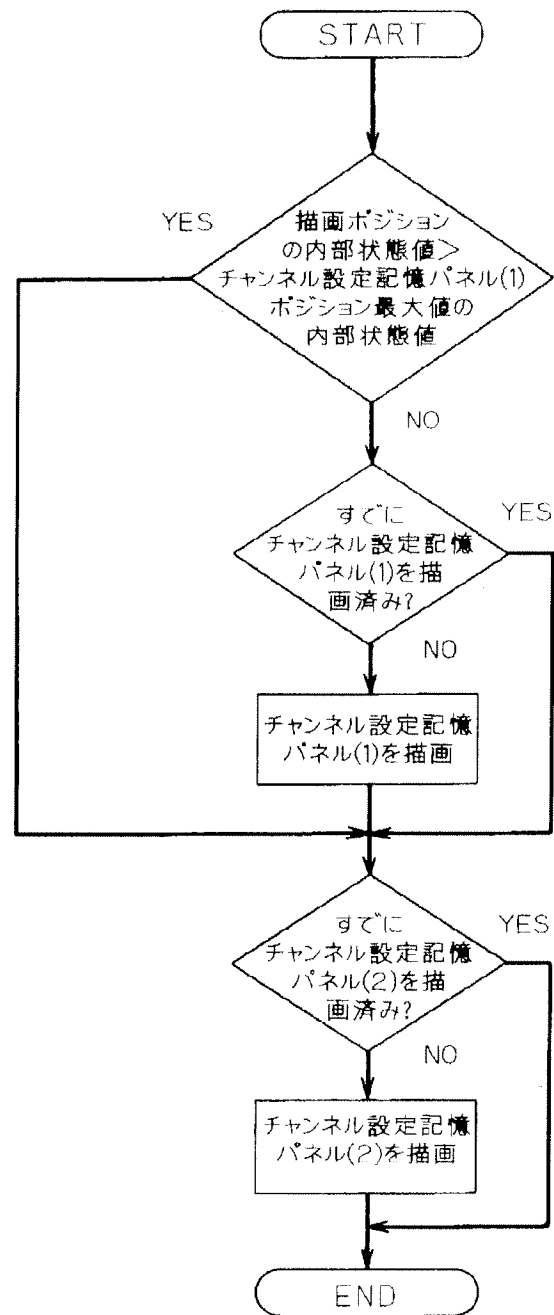 START
YES
描画ポジション
の内部状態値>
チャンネル設定記憶パネル(1)
ポジション最大値の
内部状態値
NO
すでに
チャンネル設定記憶
パネル(1)を描
画済み?
YES
NO
チャンネル設定記憶
パネル(1)を描画
すでに
チャンネル設定記憶
パネル(2)を描
画済み?
YES
NO
チャンネル設定記憶
パネル(2)を描画
END